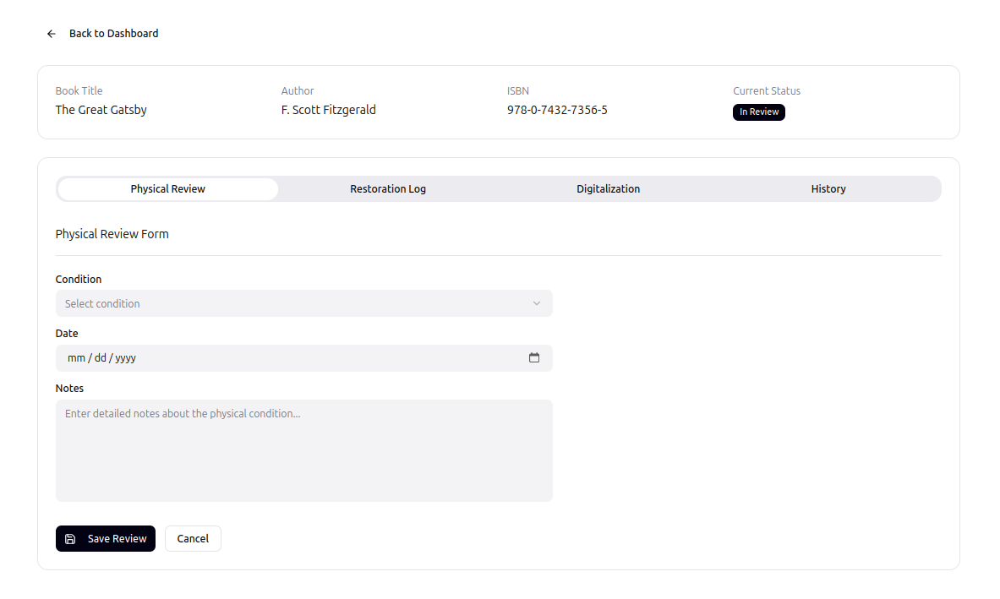 Back to Dashboard
Book Title Author ISBN Current Status
The Great Gatsby F. Scott Fitzgerald 978-0-7432-7356-5 In Review
Physical Review Restoration Log Digitalization History
Physical Review Form
Condition
Select condition
Date
mm / dd / yyyy
Notes
Enter detailed notes about the physical condition...
Save Review Cancel